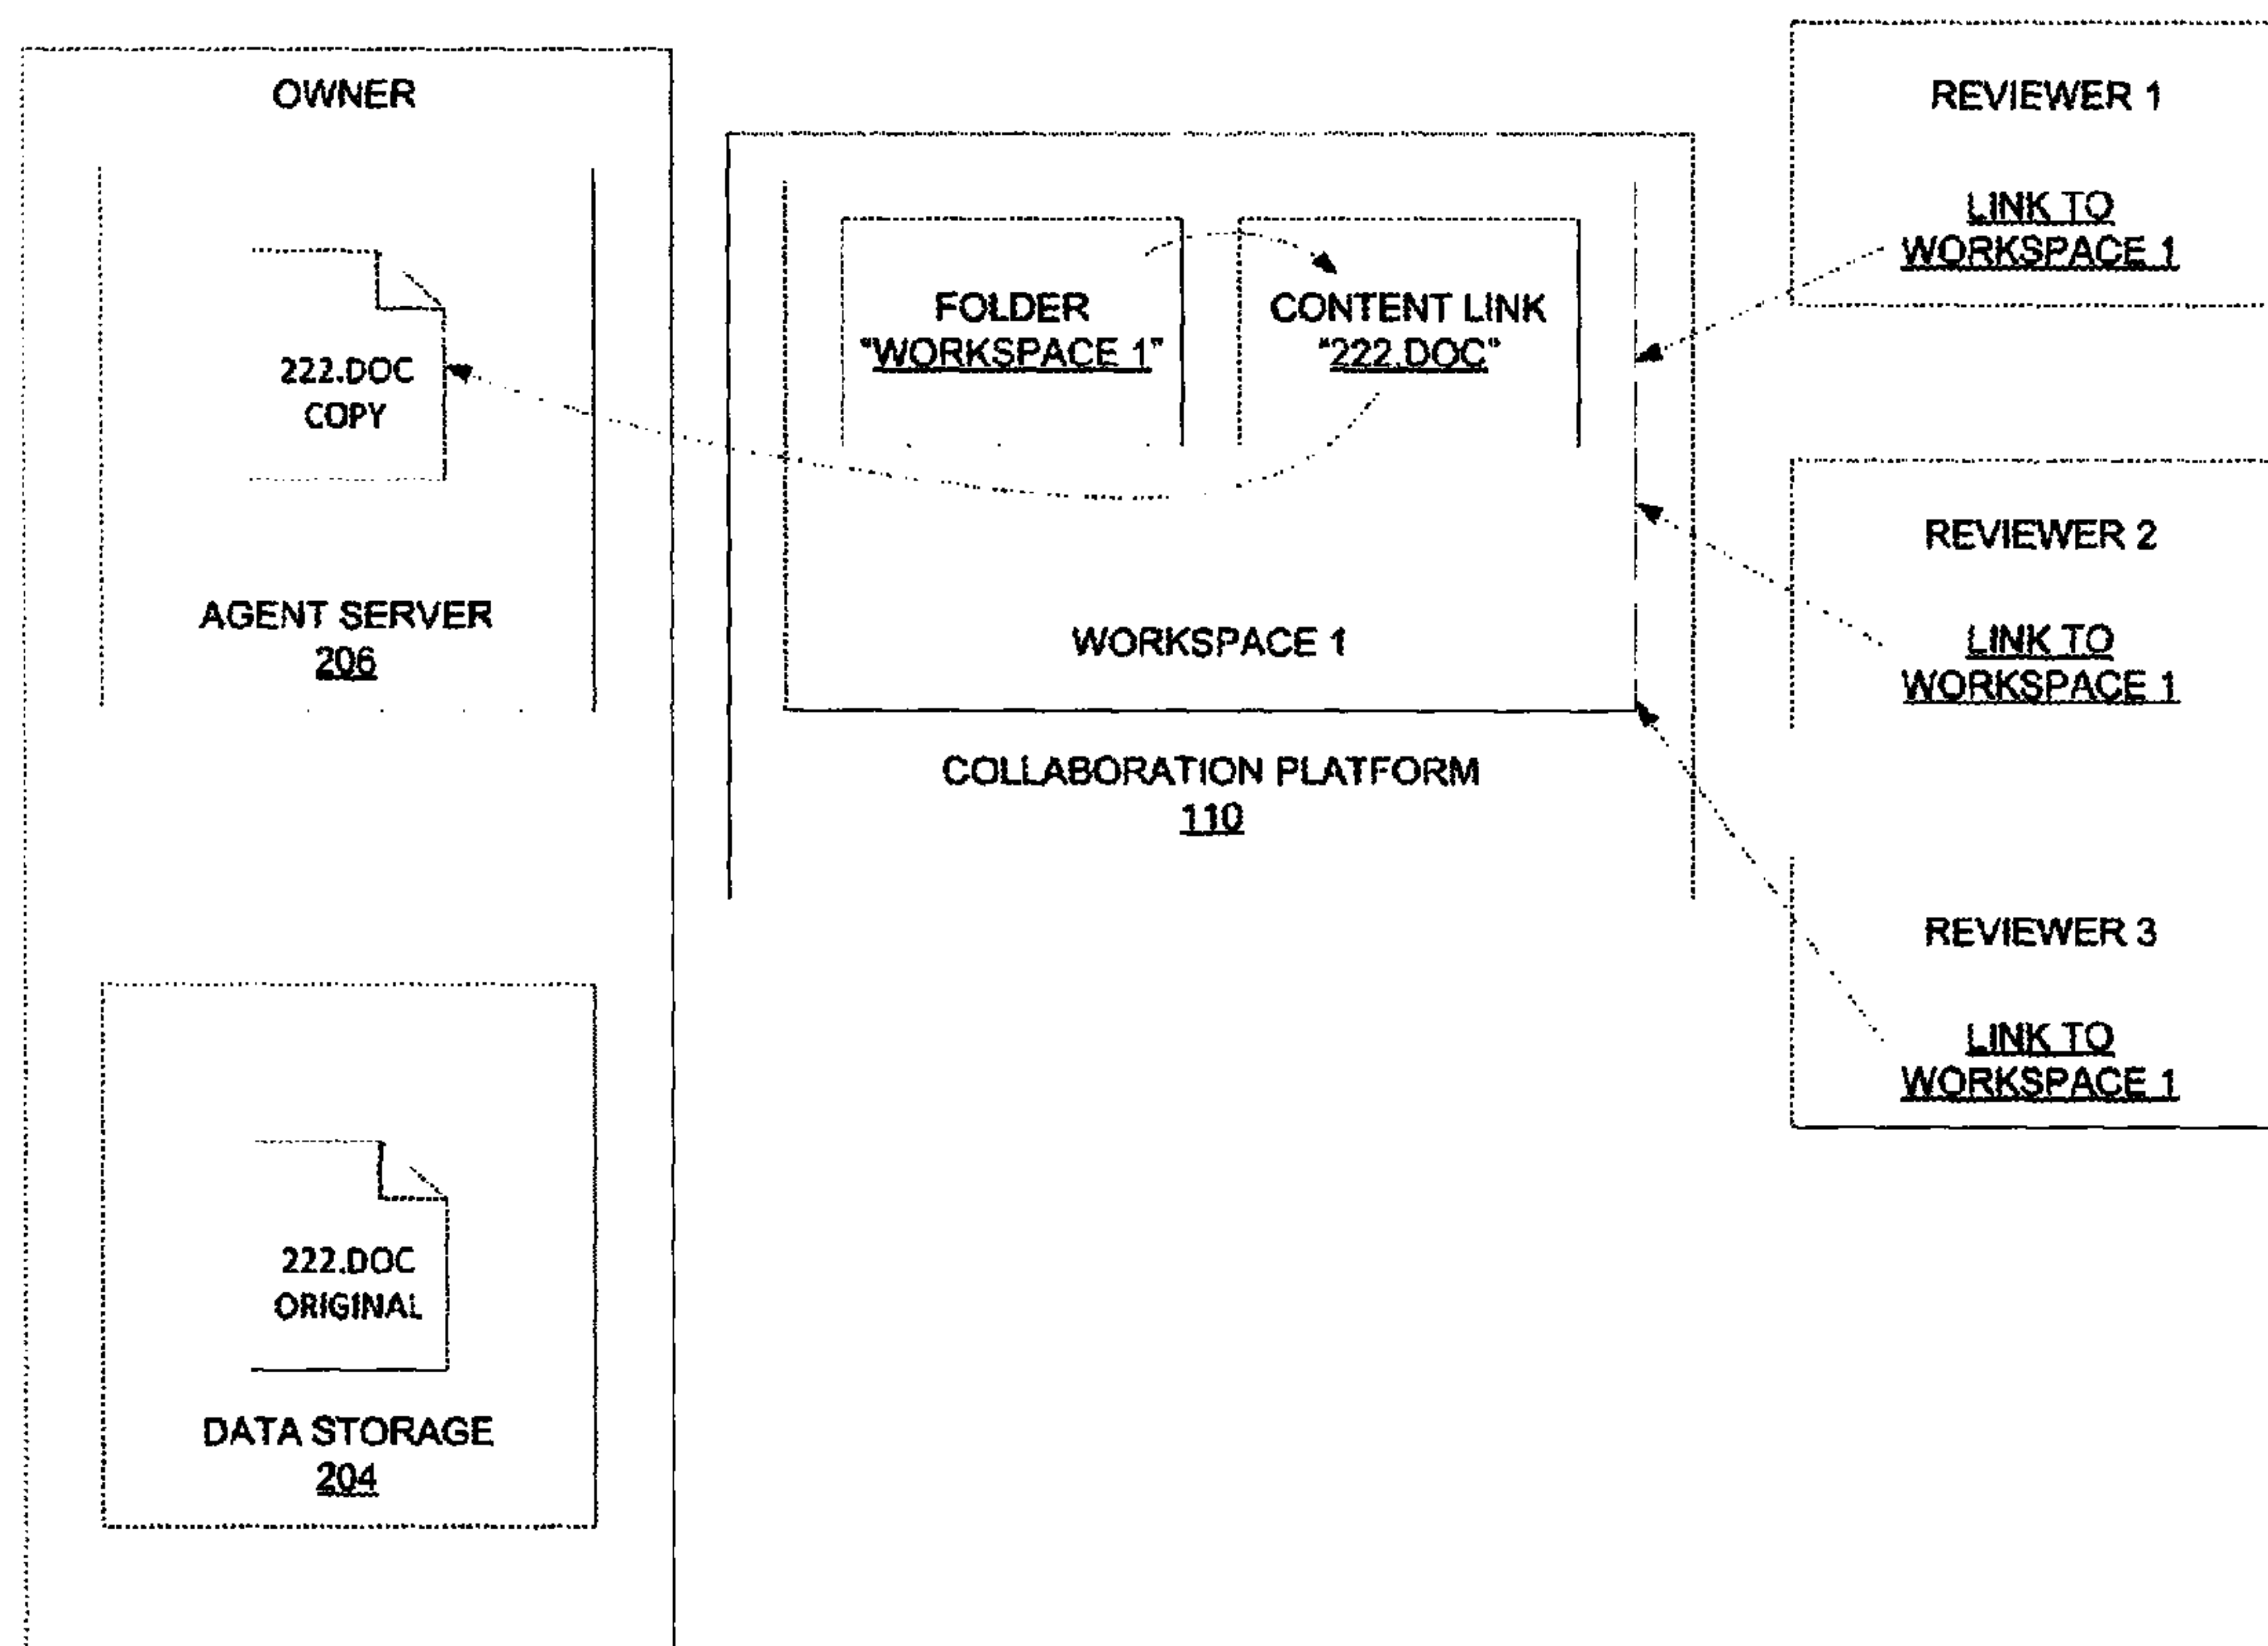 OWNER
222.DOC
COPY
AGENT SERVER
206
222.DOC
ORIGINAL
DATA STORAGE
204
FOLDER
"WORKSPACE 1"
CONTENT LINK
"222.DOC"
WORKSPACE 1
COLLABORATION PLATFORM
110
REVIEWER 1
LINK TO
WORKSPACE 1
REVIEWER 2
LINK TO
WORKSPACE 1
REVIEWER 3
LINK TO
WORKSPACE 1